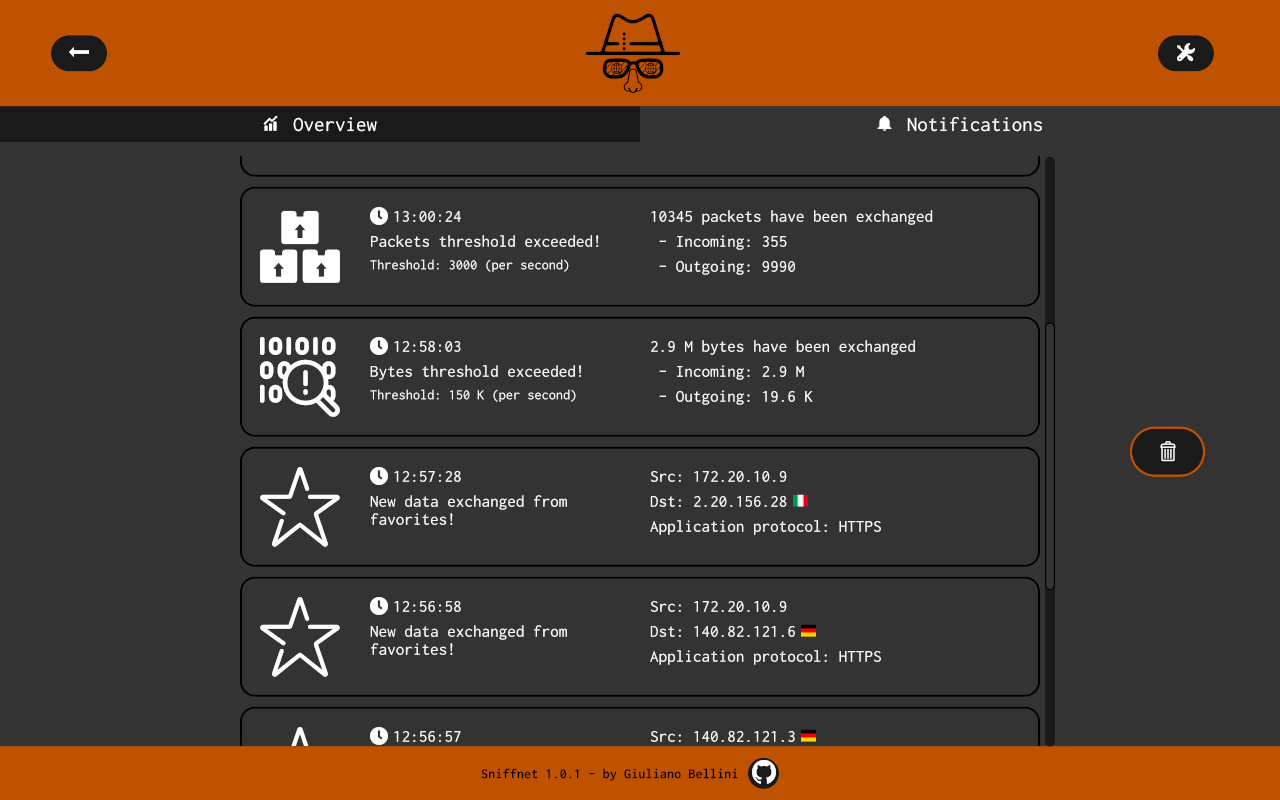 Overview
Notifications
13:00:24
Packets threshold exceeded!
Threshold: 3000 (per second)
10345 packets have been exchanged
- Incoming: 355
- Outgoing: 9990
12:58:03
Bytes threshold exceeded!
Threshold: 150 K (per second)
2.9 M bytes have been exchanged
- Incoming: 2.9 M
- Outgoing: 19.6 K
12:57:28
New data exchanged from
favorites!
Src: 172.20.10.9
Dst: 2.20.156.28
Application protocol: HTTPS
12:56:58
New data exchanged from
favorites!
Src: 172.20.10.9
Dst: 140.82.121.6
Application protocol: HTTPS
12:56:57
Src: 140.82.121.3
Sniffnet 1.0.1 - by Giuliano Bellini